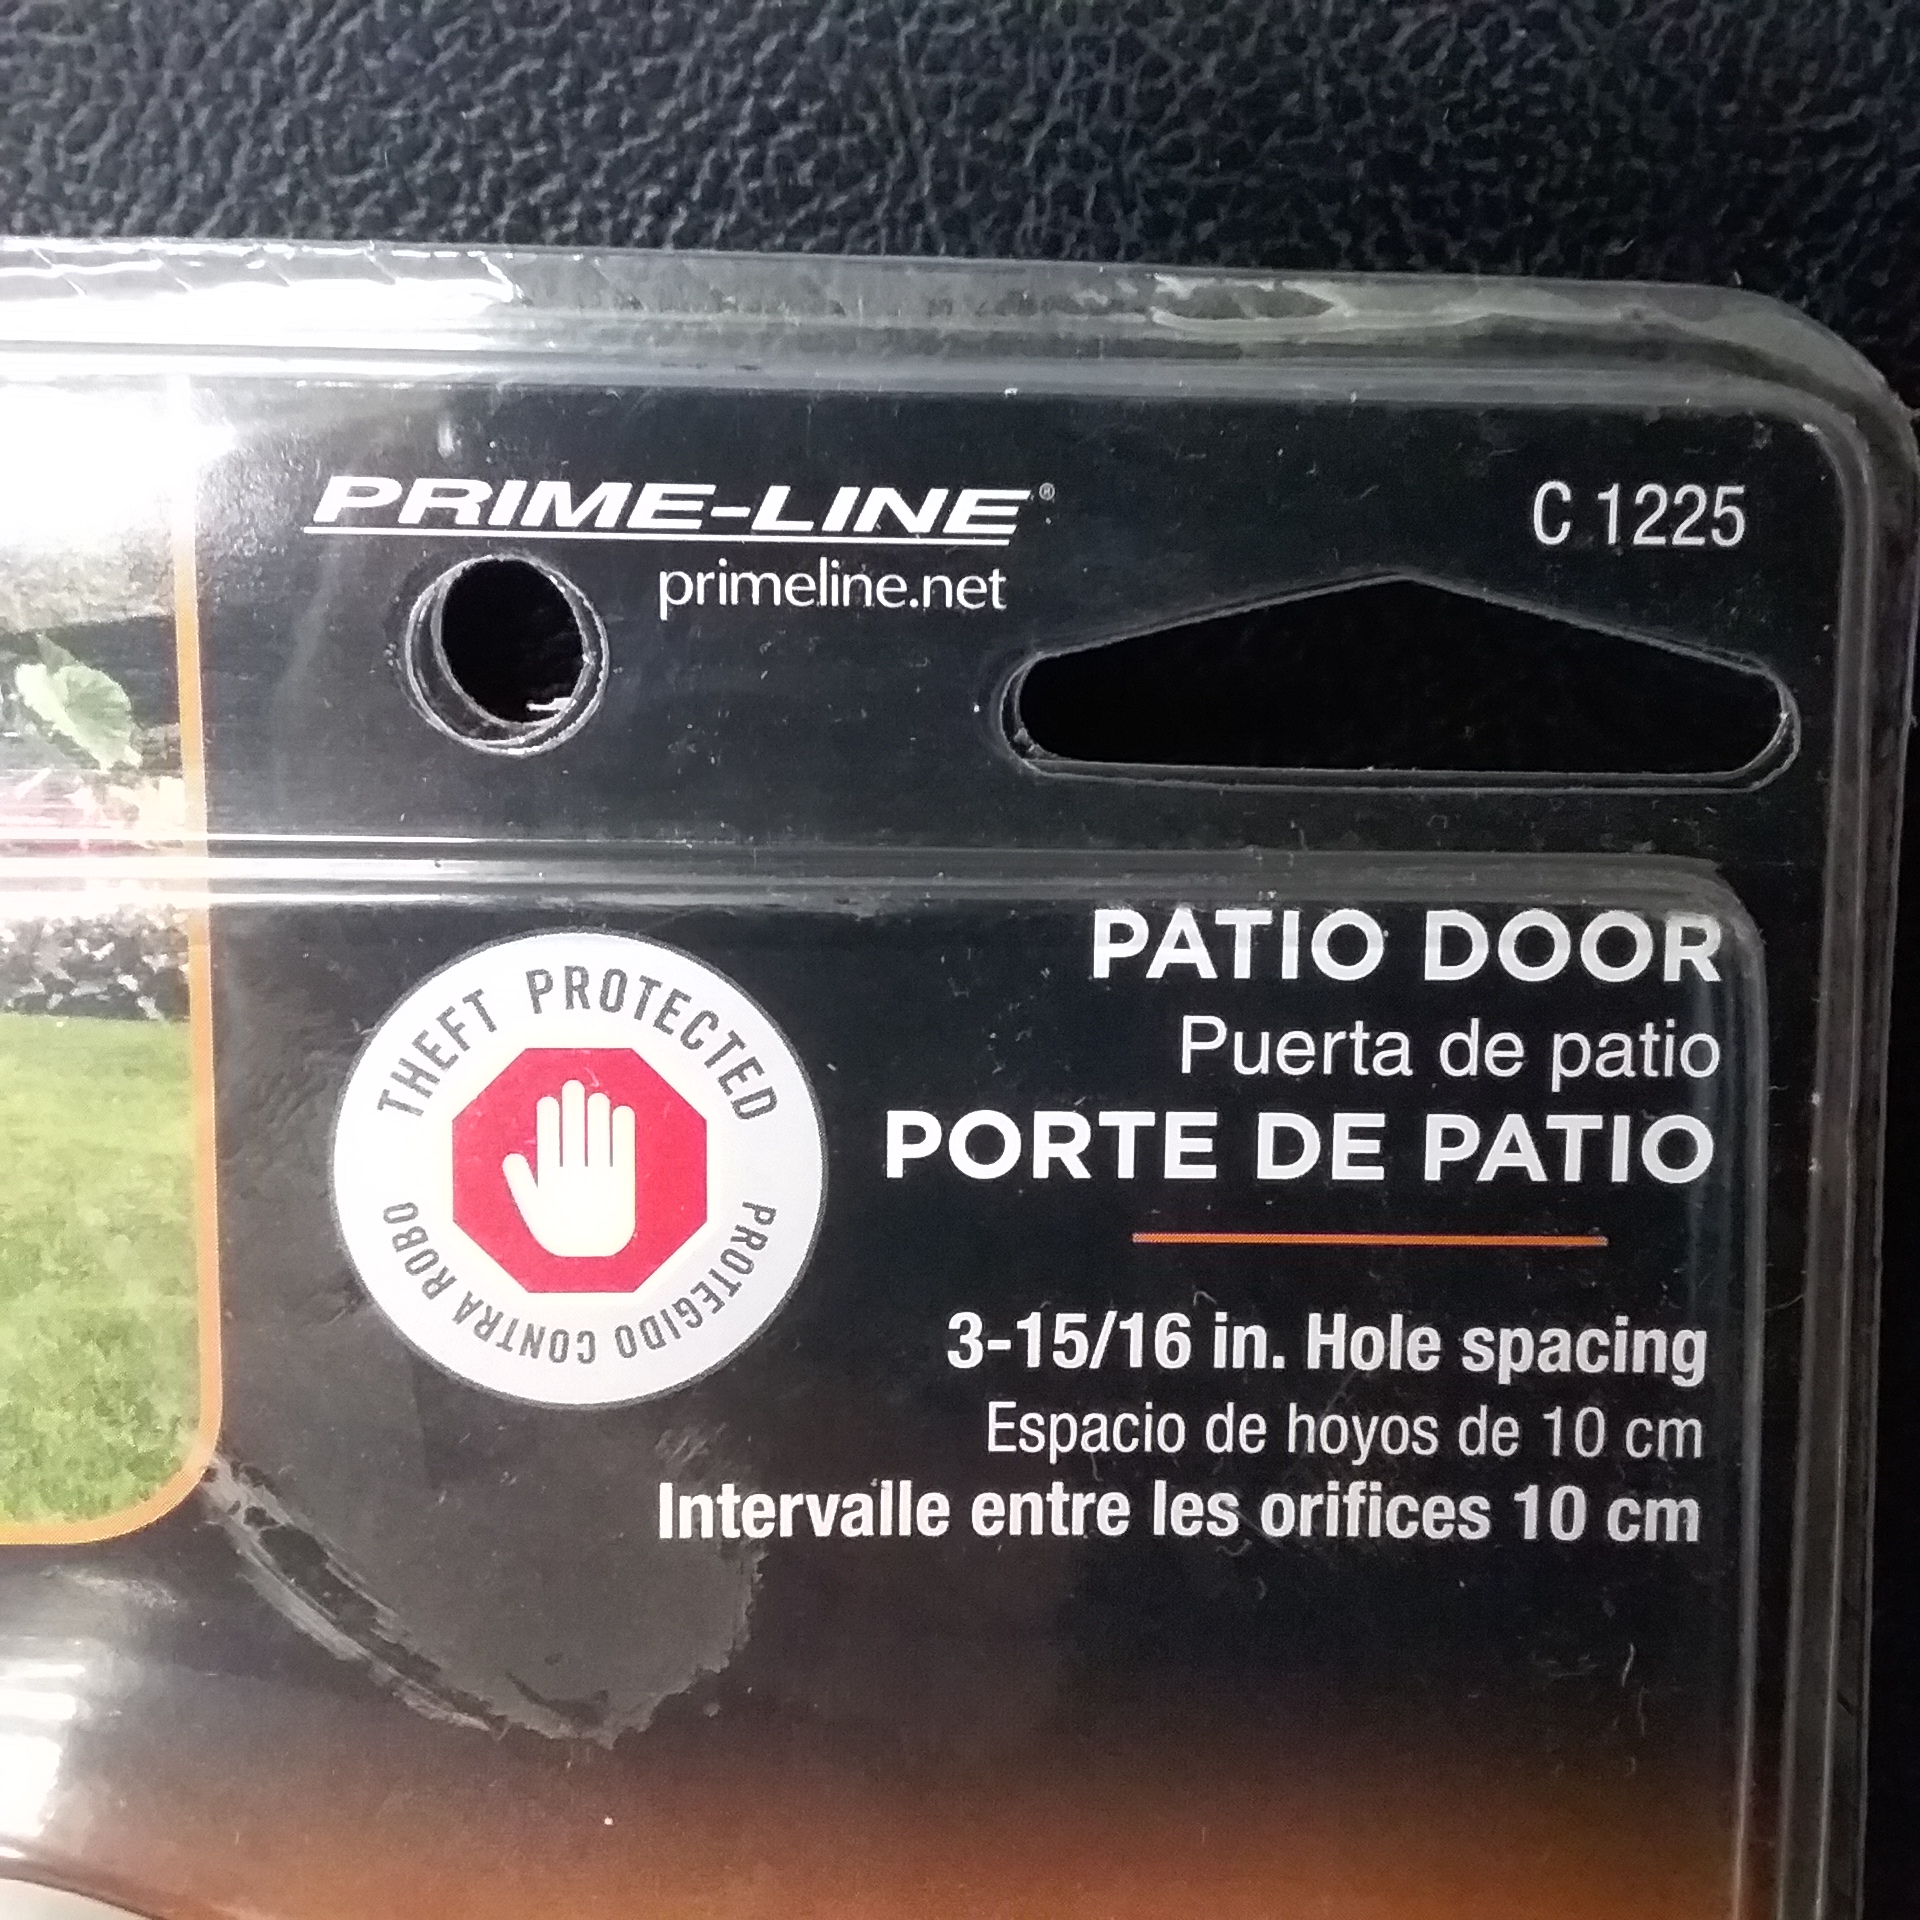 PRIME-LINE®
primeline.net
C 1225
THEFT PROTECTED
PROTEGIDO CONTRA ROBO
PATIO DOOR
Puerta de patio
PORTE DE PATIO
3-15/16 in. Hole spacing
Espacio de hoyos de 10 cm
Intervalle entre les orifices 10 cm